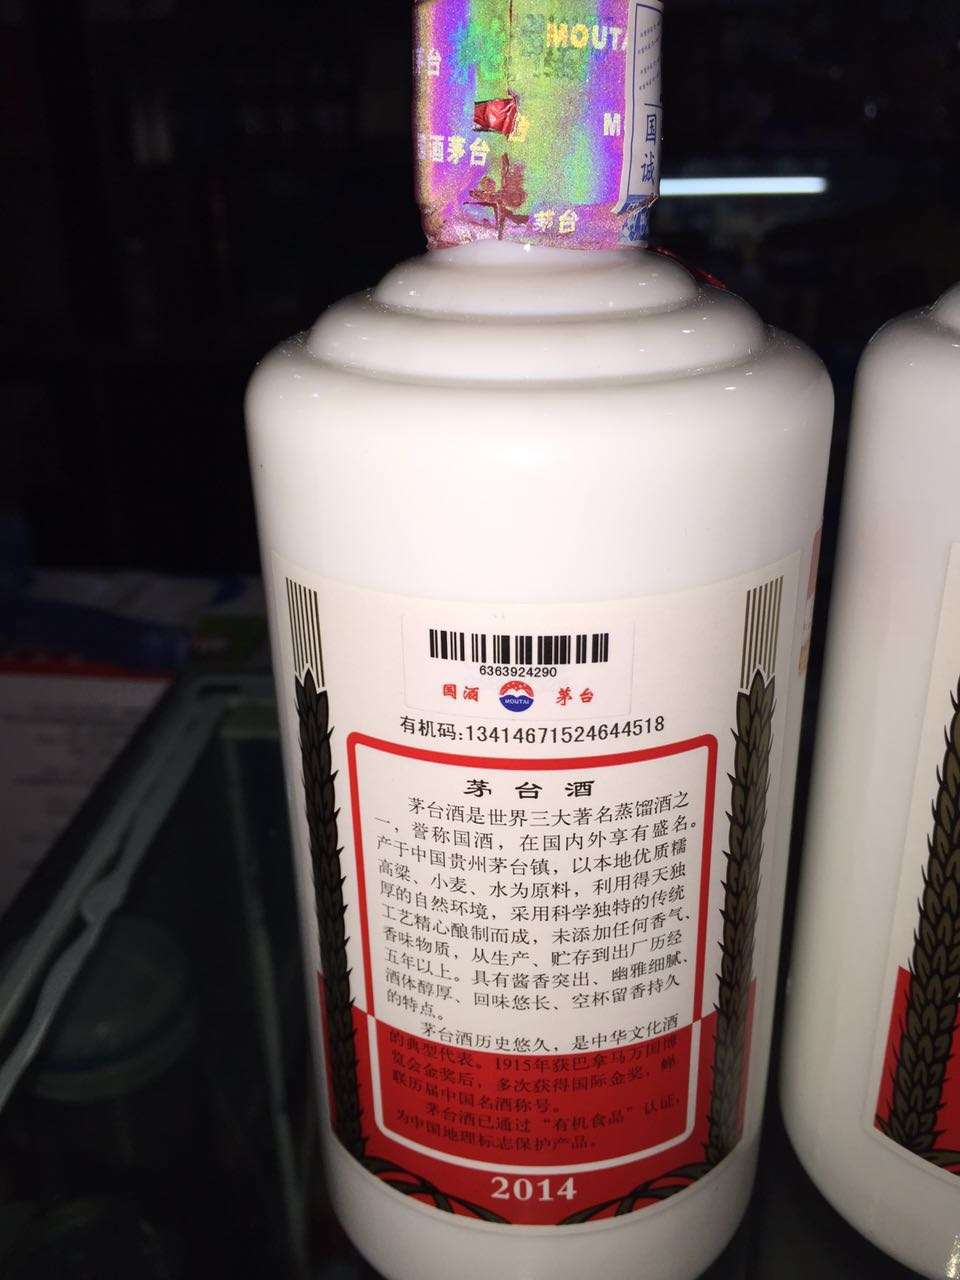 MOUTA
茅台
M
酒茅台
国
诚
茅台
6363924290
国酒
MOUTAI
茅台
有机码:13414671524644518
茅台酒
茅台酒是世界三大著名蒸馏酒之
一，誉称国酒，在国内外享有盛名。
产于中国贵州茅台镇，以本地优质糯
高粱、小麦、水为原料，利用得天独
厚的自然环境，采用科学独特的传统
工艺精心酿制而成，未添加任何香气、
香味物质，从生产、贮存到出厂历经
五年以上。具有酱香突出、幽雅细腻、
酒体醇厚、回味悠长、空杯留香持久
的特点。
茅台酒历史悠久，是中华文化酒
的典型代表。1915年获巴拿马万国博
览会金奖后，多次获得国际金奖，蝉
联历届中国名酒称号。
茅台酒已通过“有机食品”认证，
为中国地理标志保护产品。
2014